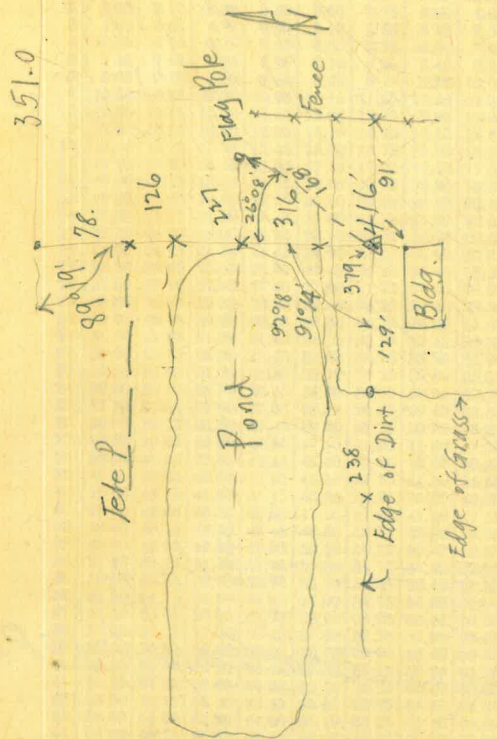 351.0
78.
89°19'
126
Tele P
227
Flag Pole
26°08'
316'
168'
Fence
92°18'
91°14'
379'
416'
91'
129'
Bldg.
Pond
238
Edge of Dirt
Edge of Grass